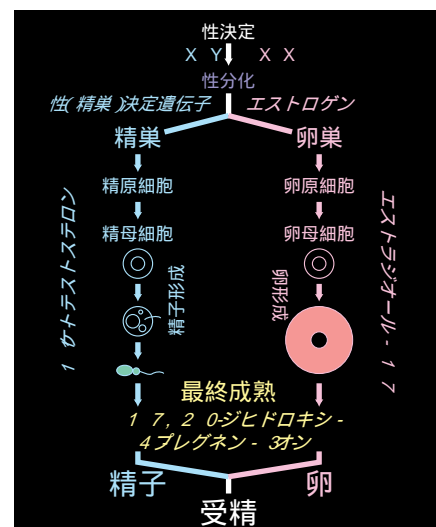 性決定
X Y X X
性分化
性(精巣)決定遺伝子 エストロゲン
精巣 卵巣
精原細胞 卵原細胞
精母細胞 卵母細胞
1 ケトテストステロン
精子形成
卵形成
エストラジオール-17
最終成熟
17,20-ジヒドロキシ-
4プレグネン-3オン
精子 卵
受精